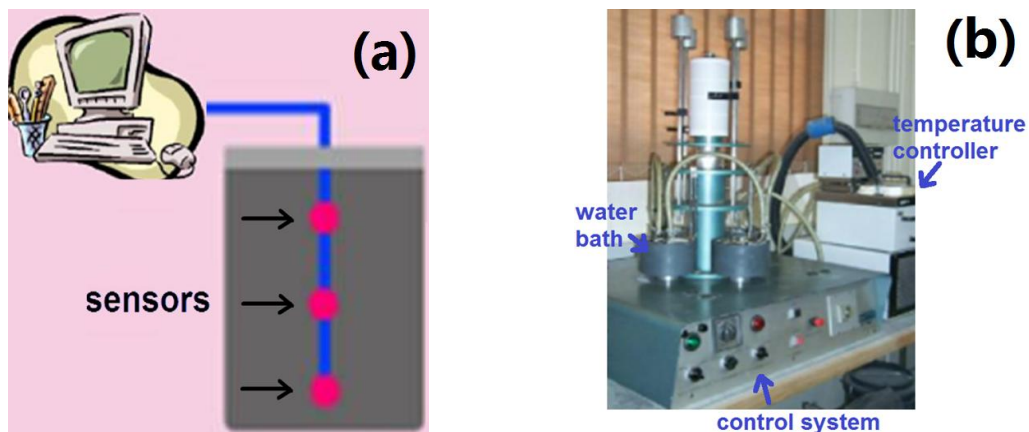 (a)
sensors
(b)
temperature
controller
water
bath
control system